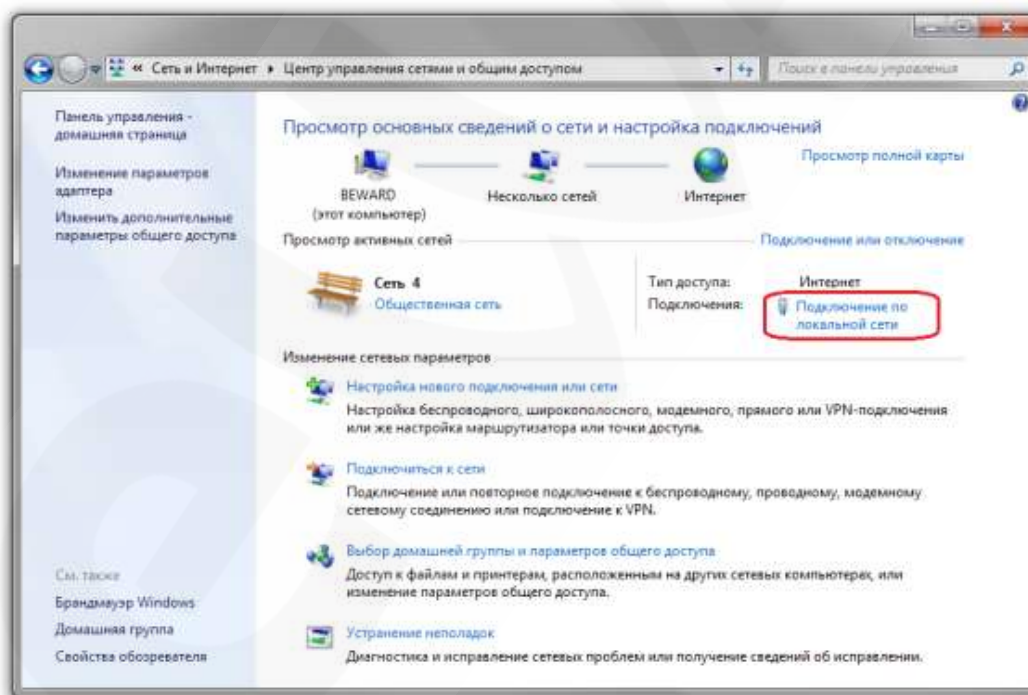 « Сеть и Интернет ▸ Центр управления сетями и общим доступом
Поиск в панели управления
Панель управления -
домашняя страница
Изменение параметров
адаптера
Изменить дополнительные
параметры общего доступа
Просмотр основных сведений о сети и настройка подключений
Просмотр полной карты
BEWARD
(этот компьютер)
Несколько сетей
Интернет
Просмотр активных сетей
Подключение или отключение
Сеть 4
Общественная сеть
Тип доступа: Интернет
Подключения: Подключение по
локальной сети
Изменение сетевых параметров
Настройка нового подключения или сети
Настройка беспроводного, широкополосного, модемного, прямого или VPN-подключения
или же настройка маршрутизатора или точки доступа.
Подключиться к сети
Подключение или повторное подключение к беспроводному, проводному, модемному
сетевому соединению или подключение к VPN.
Выбор домашней группы и параметров общего доступа
Доступ к файлам и принтерам, расположенным на других сетевых компьютерах, или
изменение параметров общего доступа.
Устранение неполадок
Диагностика и исправление сетевых проблем или получение сведений об исправлении.
См. также
Брандмауэр Windows
Домашняя группа
Свойства обозревателя